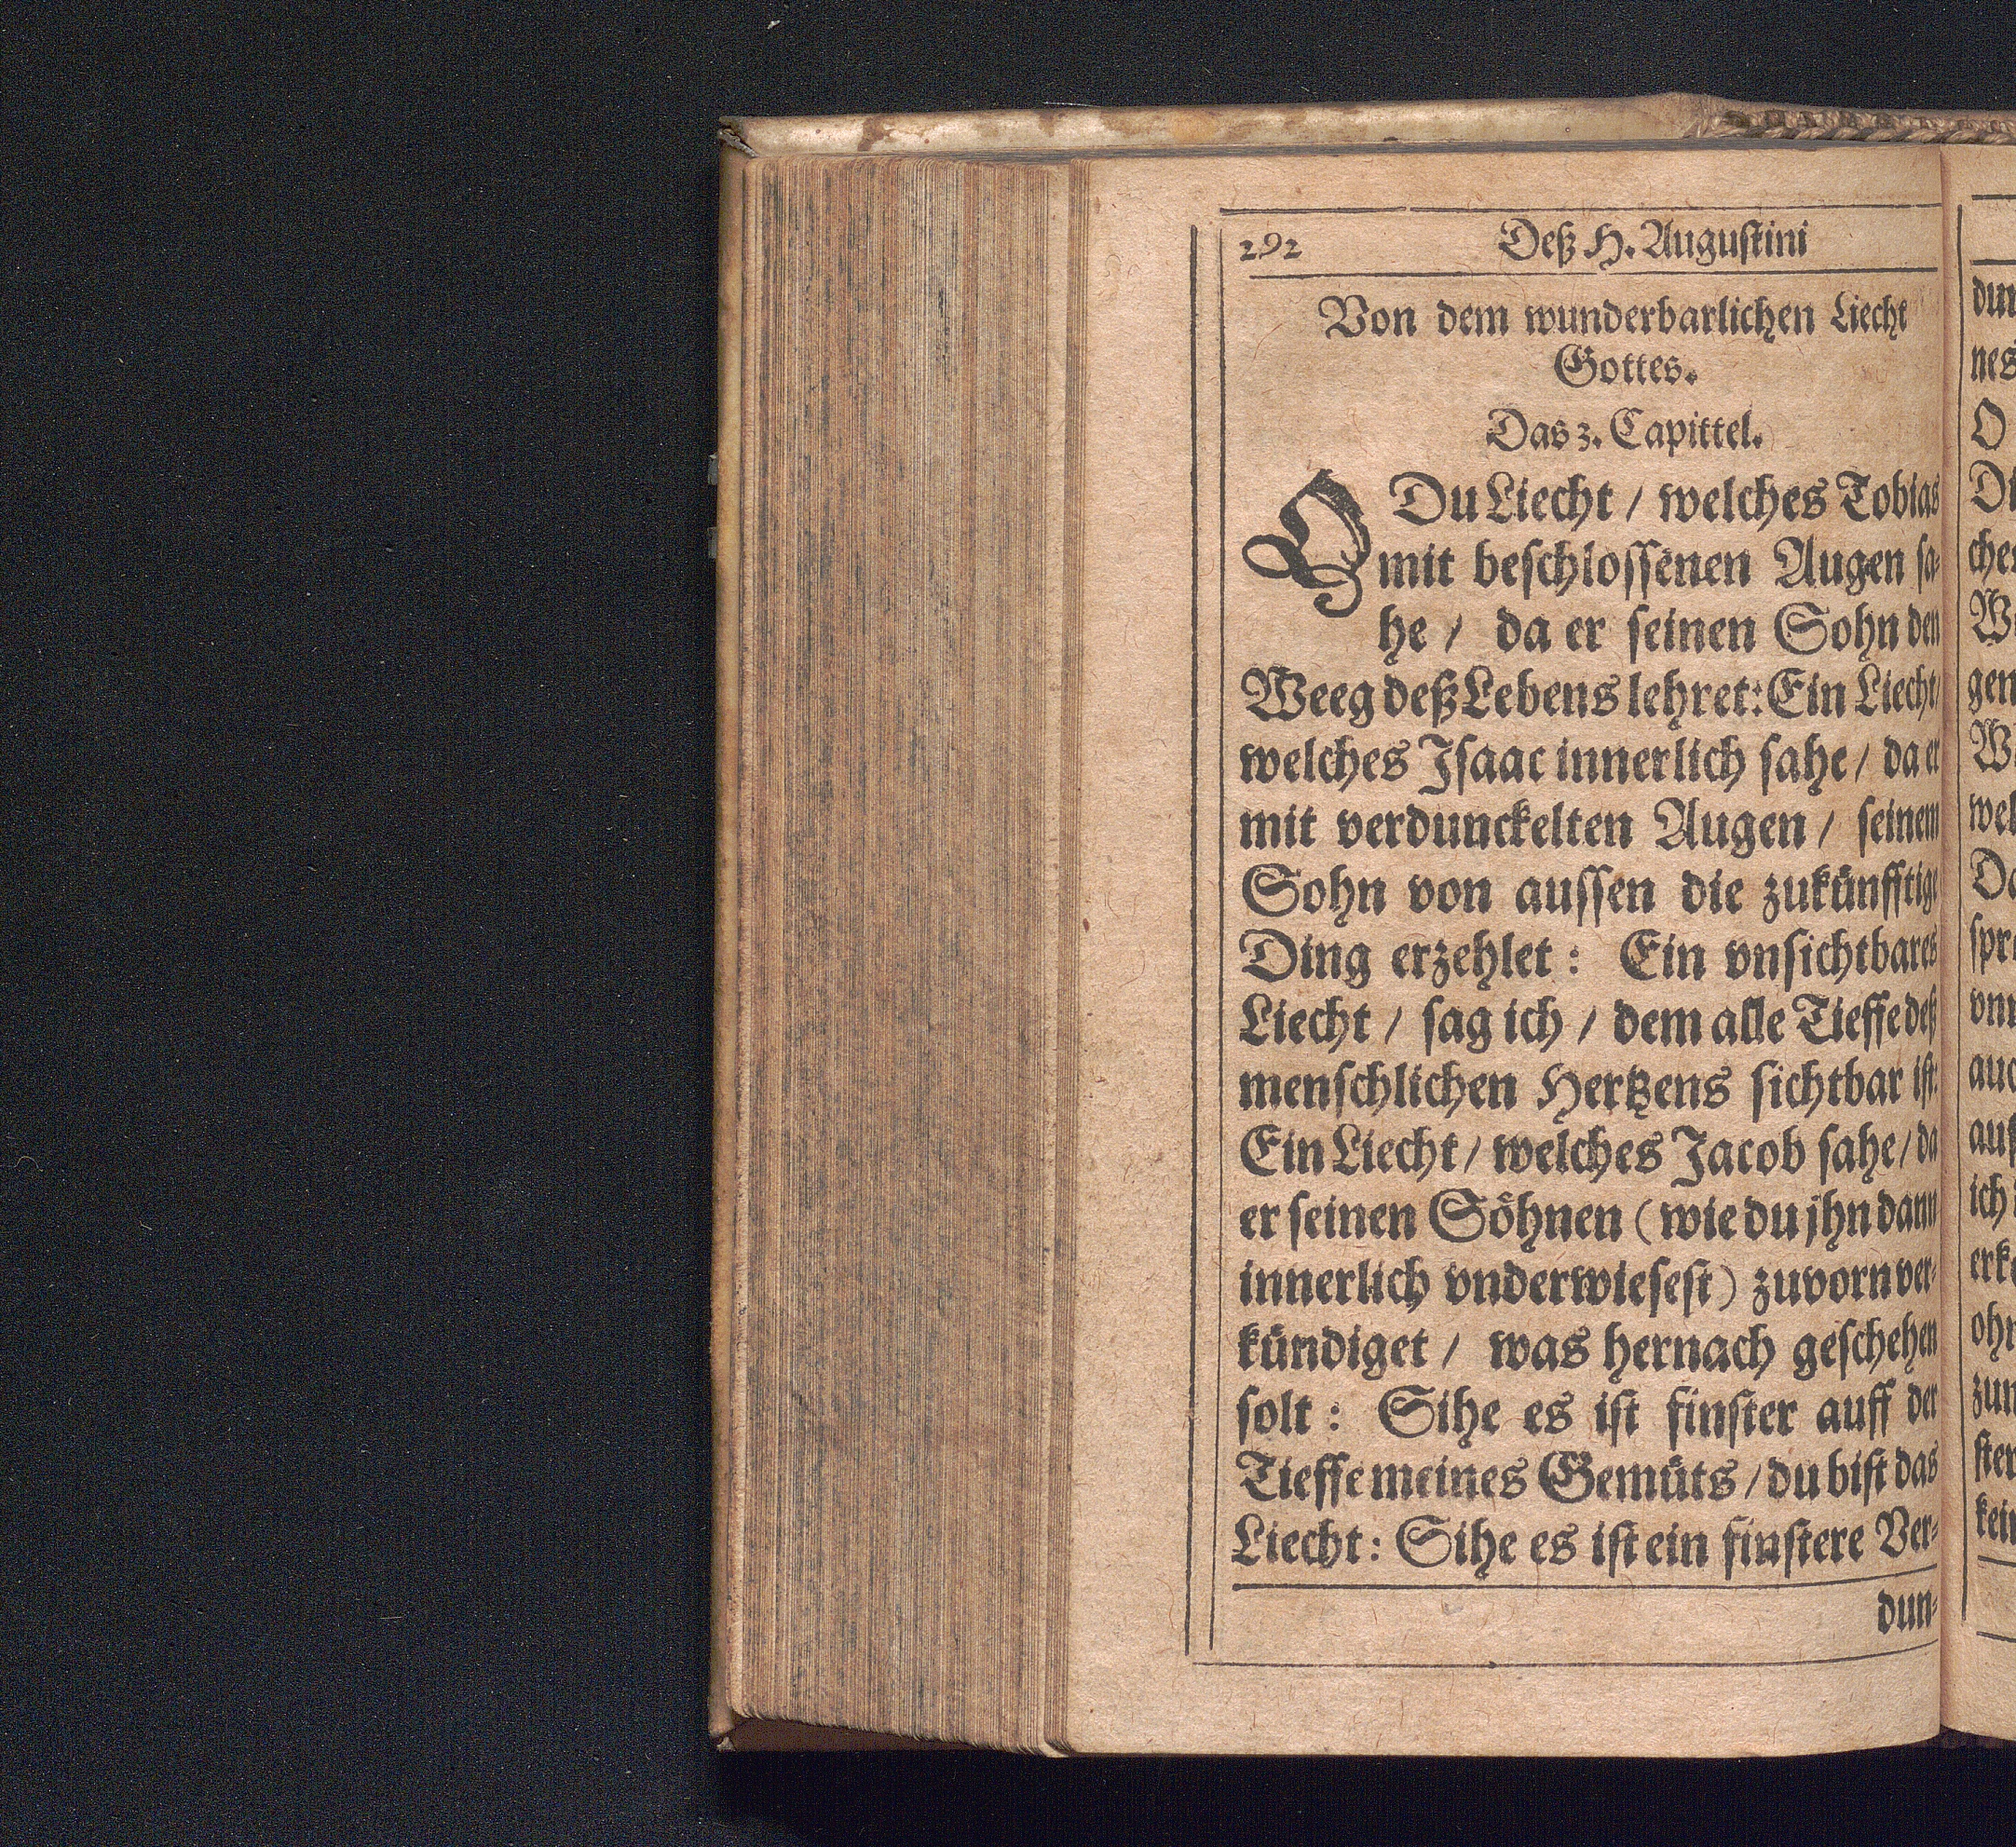 292 Deß H. Augustini
Von dem wunderbarlichen Liecht
Gottes.
Das 3. Capittel.
O Du Liecht / welches Tobias
mit beschlossenen Augen sa-
he / da er seinen Sohn den
Weeg deß Lebens lehret: Ein Liecht/
welches Isaac innerlich sahe / da er
mit verdunckelten Augen / seinem
Sohn von aussen die zukünfftige
Ding erzehlet : Ein vnsichtbares
Liecht / sag ich / dem alle Tieffe deß
menschlichen Hertzens sichtbar ist:
Ein Liecht / welches Jacob sahe / da
er seinen Söhnen (wie du jhn dann
innerlich vnderwiesest) zuvorn ver-
kündiget / was hernach geschehen
solt : Sihe es ist finster auff der
Tieffe meines Gemüts / du bist das
Liecht: Sihe es ist ein finstere Ver-
dun-